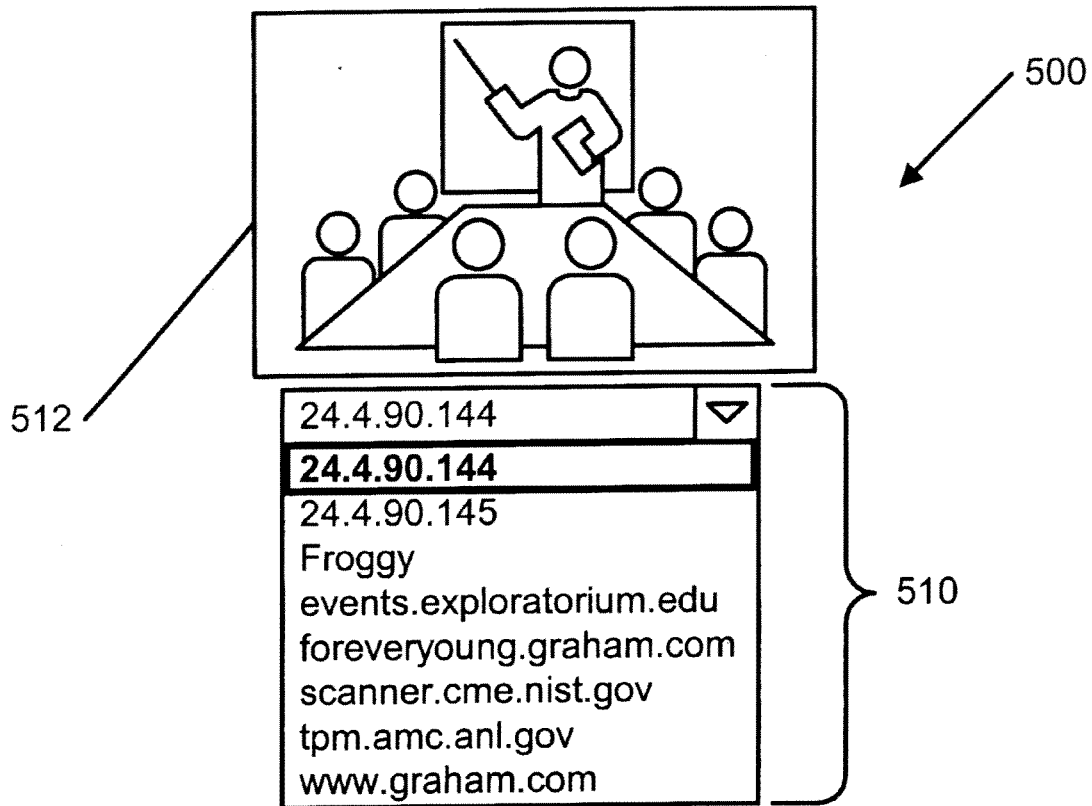 500
512
24.4.90.144
24.4.90.144
24.4.90.145
Froggy
events.exploratorium.edu
foreveryoung.graham.com
scanner.cme.nist.gov
tpm.amc.anl.gov
www.graham.com
510